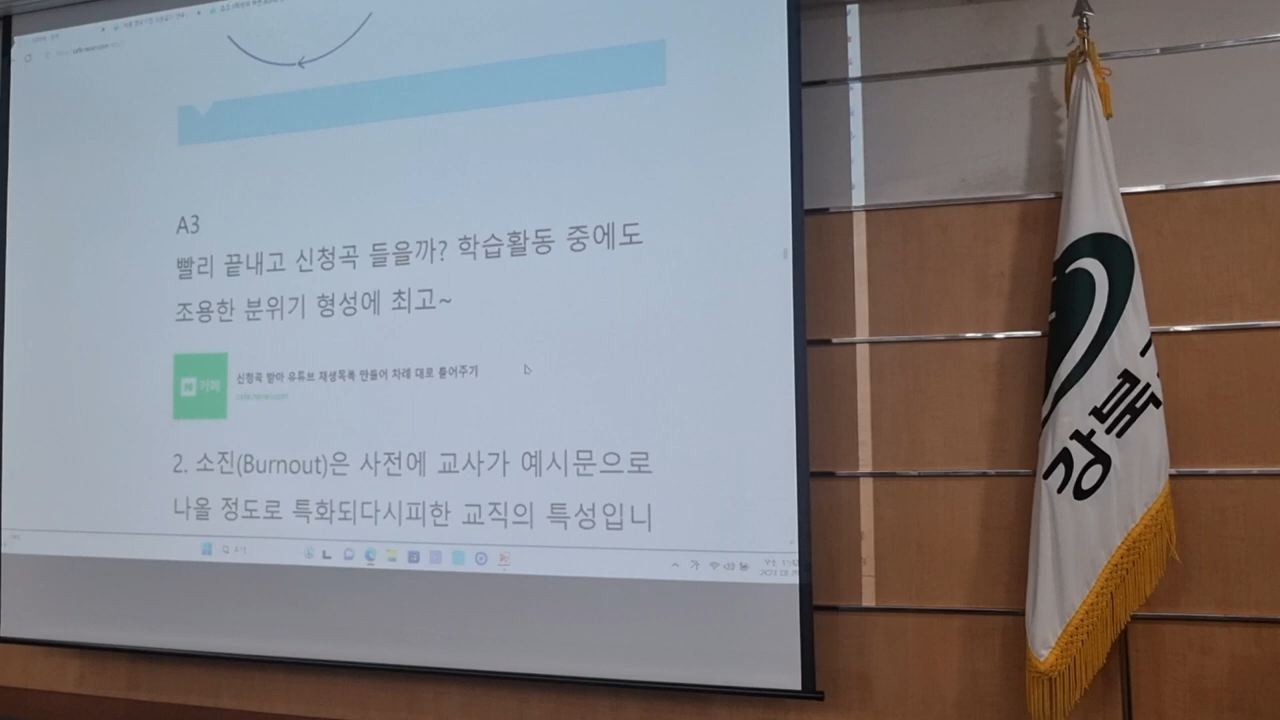 A3
빨리 끝내고 신청곡 들을까? 학습활동 중에도
조용한 분위기 형성에 최고~
카페
신청곡 받아 유튜브 재생목록 만들어 차례 대로 틀어주기
cafe.naver.com
2. 소진(Burnout)은 사전에 교사가 예시문으로
나올 정도로 특화되다시피한 교직의 특성입니
강북